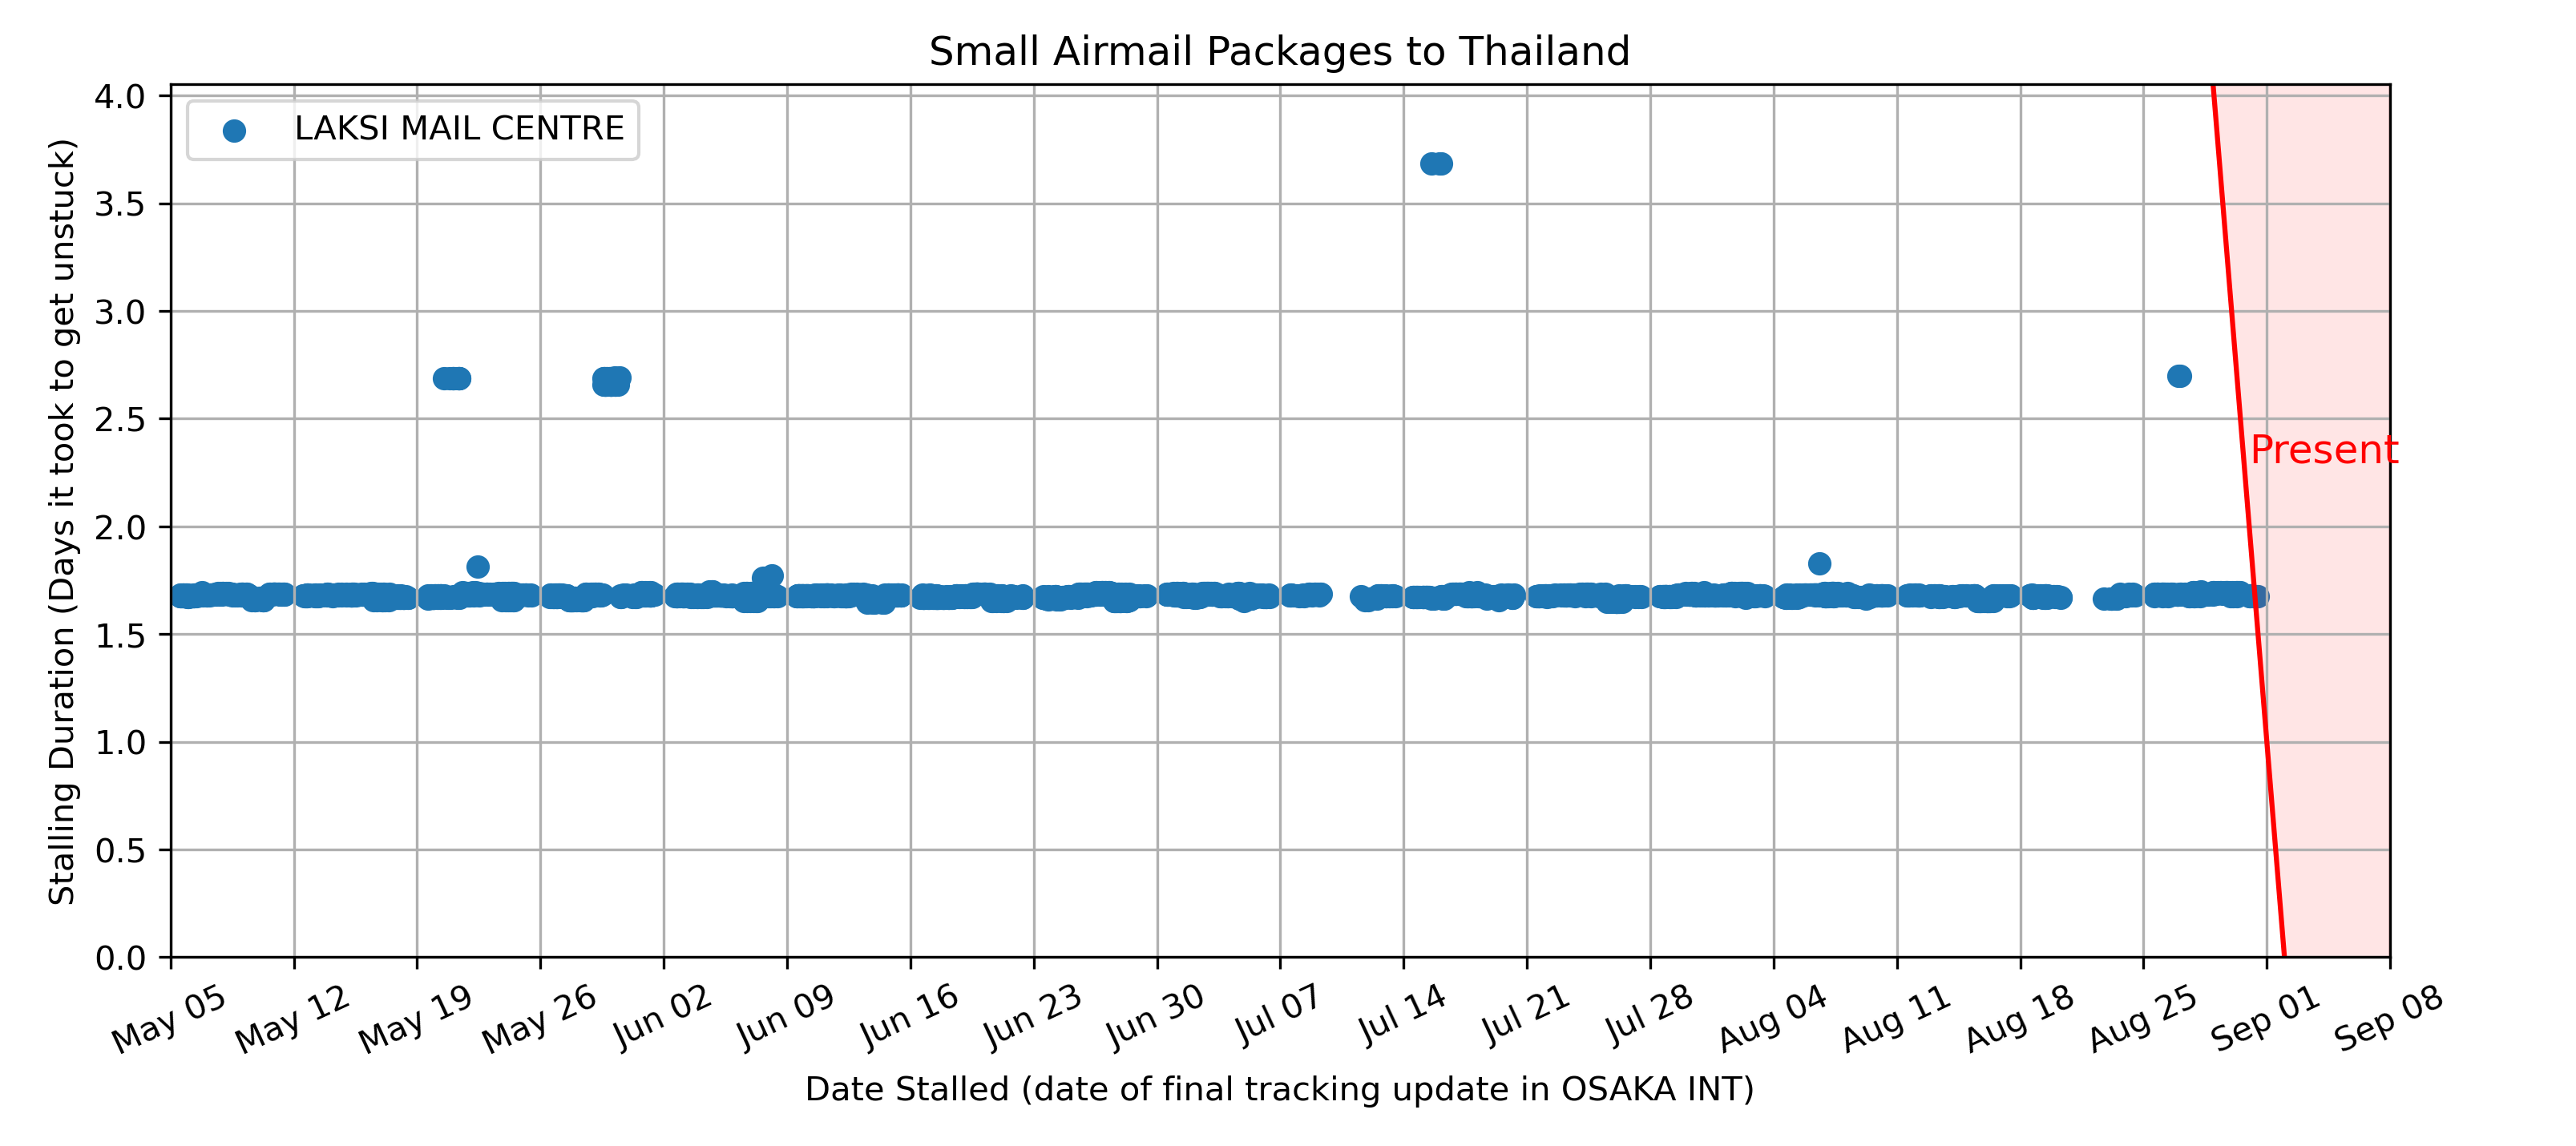 Small Airmail Packages to Thailand
LAKSI MAIL CENTRE
Stalling Duration (Days it took to get unstuck)
4.0
3.5
3.0
2.5
2.0
1.5
1.0
0.5
0.0
Present
May 05 May 12 May 19 May 26 Jun 02 Jun 09 Jun 16 Jun 23 Jun 30 Jul 07 Jul 14 Jul 21 Jul 28 Aug 04 Aug 11 Aug 18 Aug 25 Sep 01 Sep 08
Date Stalled (date of final tracking update in OSAKA INT)